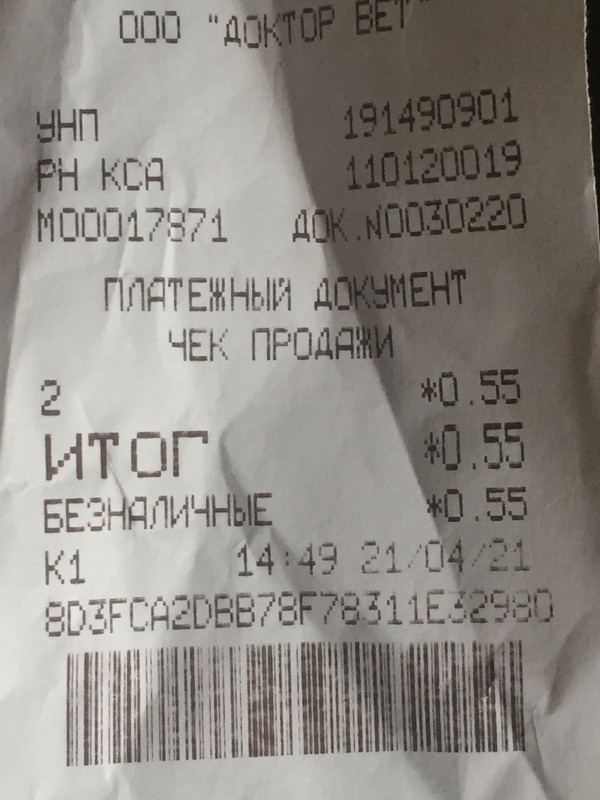 ООО "ДОКТОР ВЕТ"
УНП 191490901
РН КСА 110120019
М00017871 ДОК.N0030220
ПЛАТЕЖНЫЙ ДОКУМЕНТ
ЧЕК ПРОДАЖИ
2 *0.55
ИТОГ *0.55
БЕЗНАЛИЧНЫЕ *0.55
К1 14:49 21/04/21
8D3FCA2DBB78F78311E32980